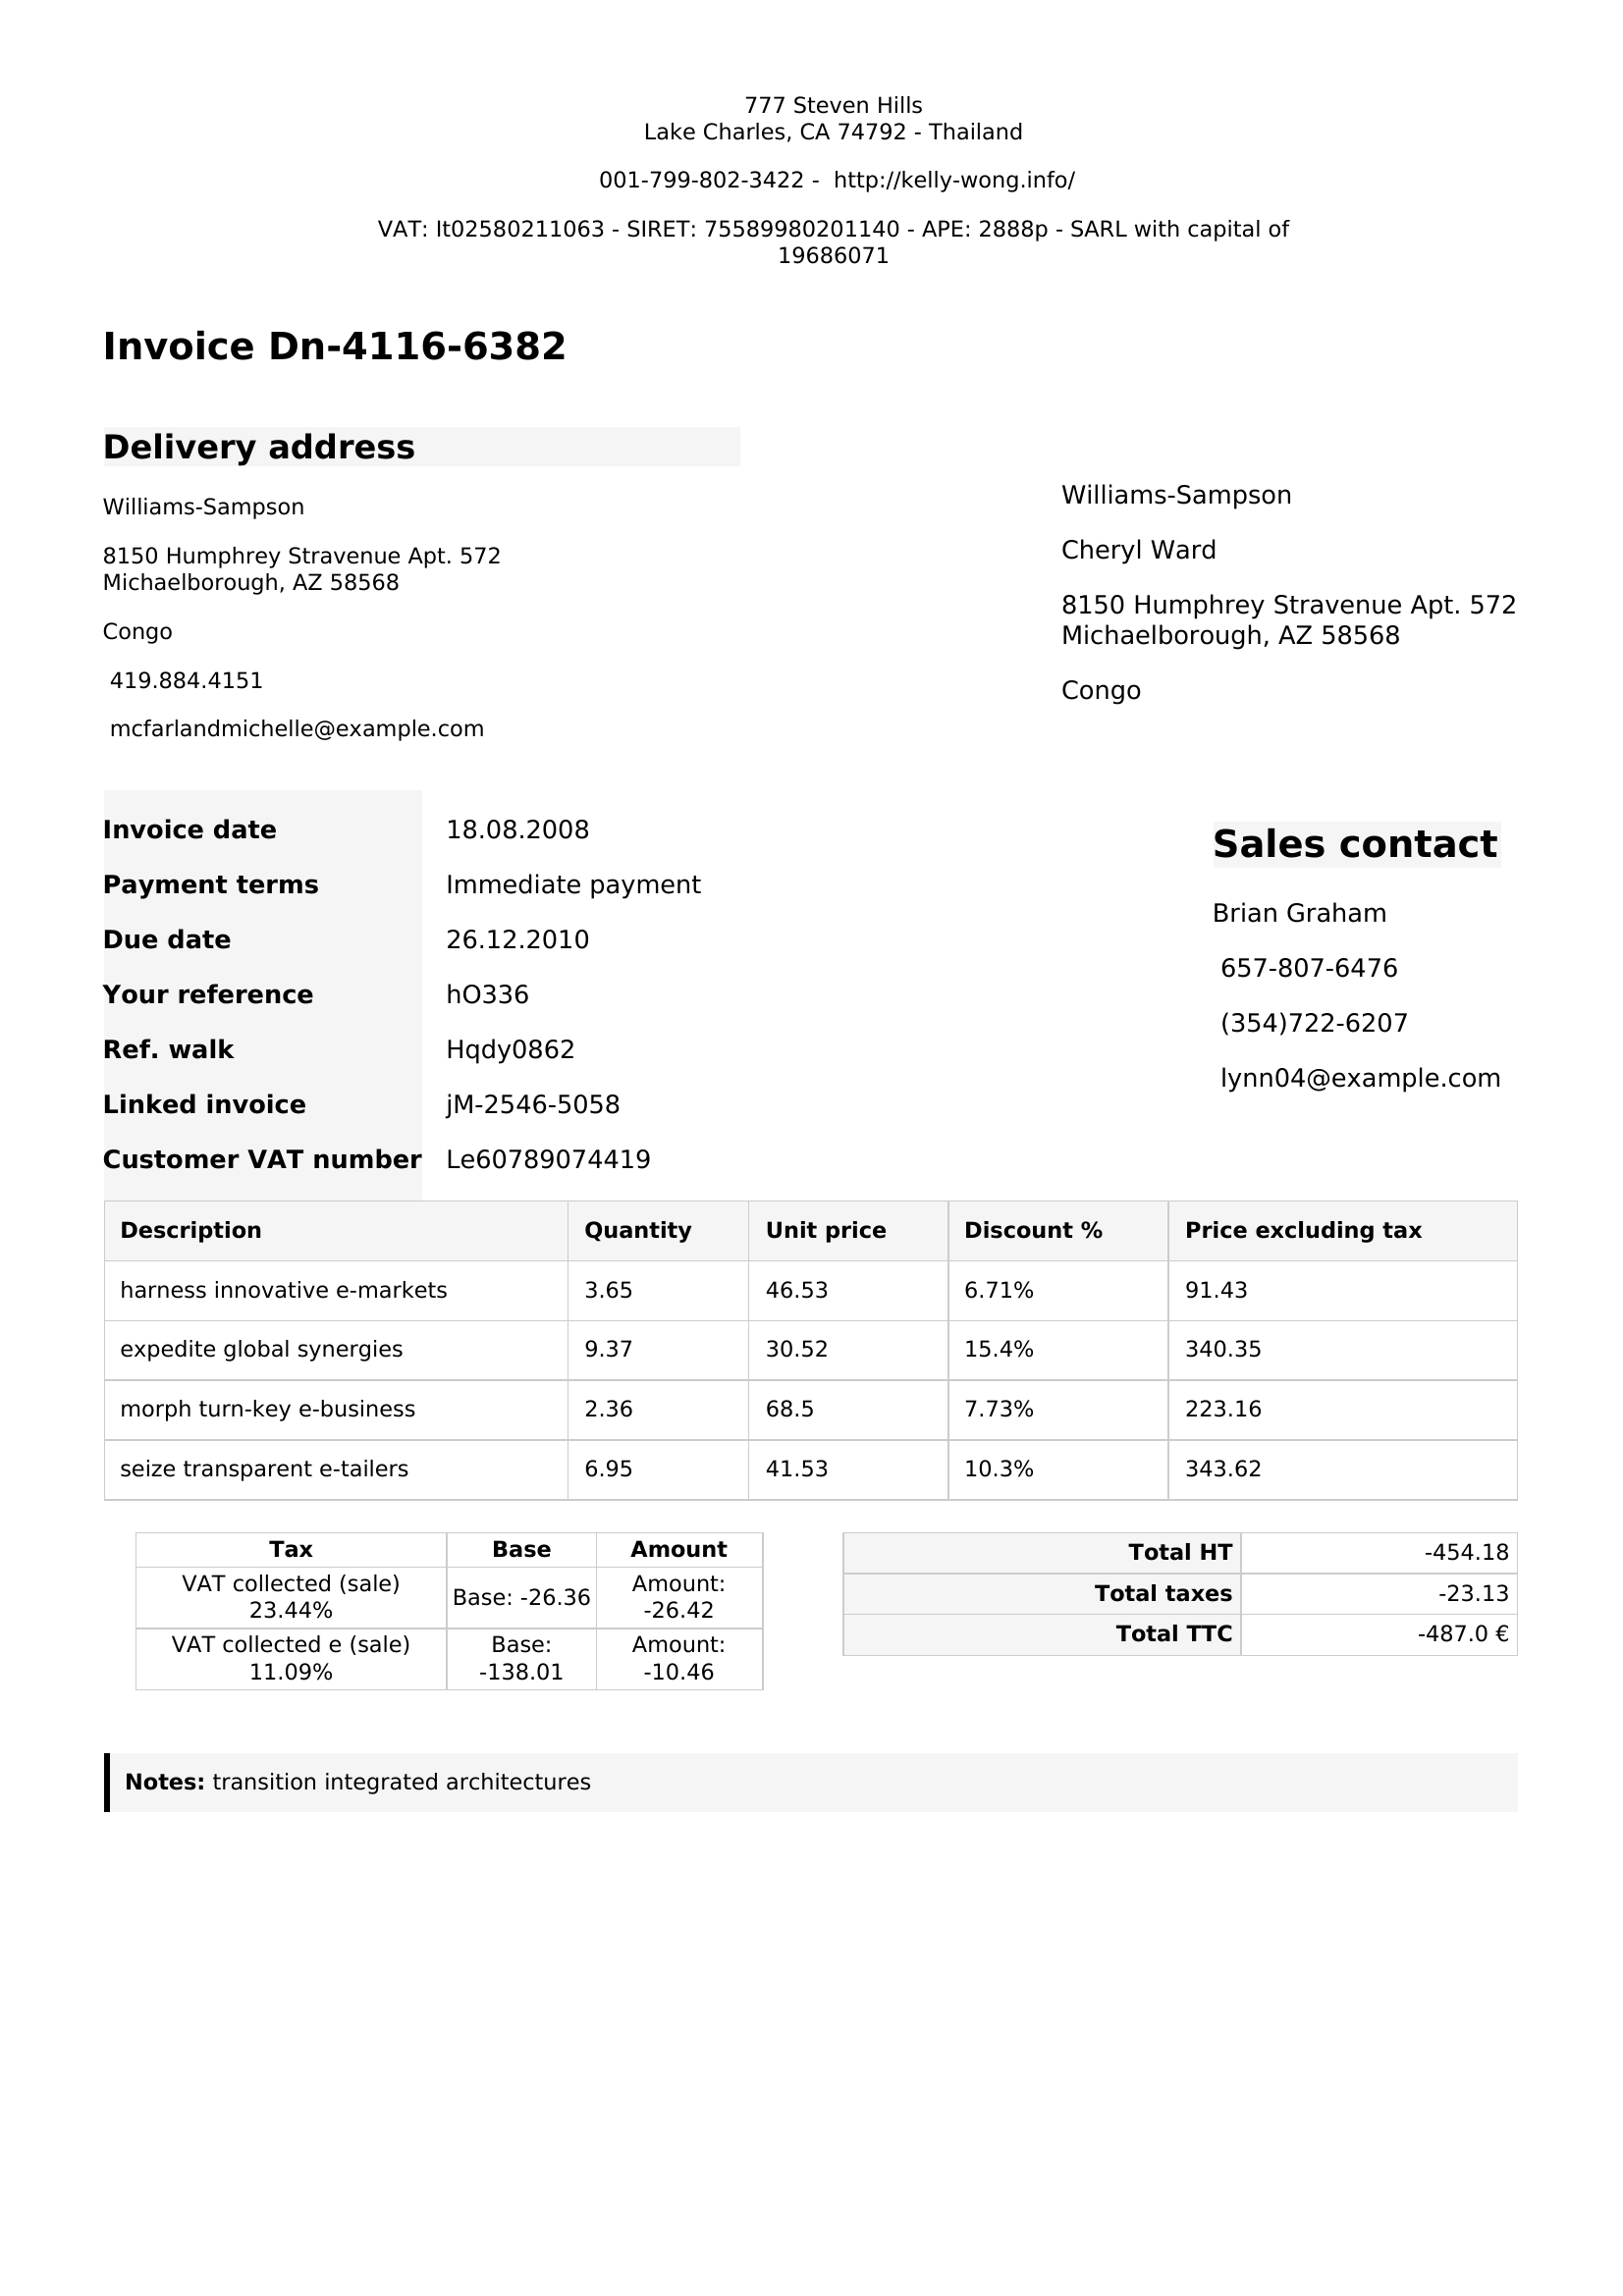 777 Steven Hills
Lake Charles, CA 74792 - Thailand
001-799-802-3422 - http://kelly-wong.info/
VAT: It02580211063 - SIRET: 75589980201140 - APE: 2888p - SARL with capital of
19686071
Invoice Dn-4116-6382
Delivery address
Williams-Sampson
8150 Humphrey Stravenue Apt. 572
Michaelborough, AZ 58568
Congo
419.884.4151
mcfarlandmichelle@example.com
Williams-Sampson
Cheryl Ward
8150 Humphrey Stravenue Apt. 572
Michaelborough, AZ 58568
Congo
Invoice date 18.08.2008
Payment terms Immediate payment
Due date 26.12.2010
Your reference hO336
Ref. walk Hqdy0862
Linked invoice jM-2546-5058
Customer VAT number Le60789074419
Sales contact
Brian Graham
657-807-6476
(354)722-6207
lynn04@example.com
Description Quantity Unit price Discount % Price excluding tax
harness innovative e-markets 3.65 46.53 6.71% 91.43
expedite global synergies 9.37 30.52 15.4% 340.35
morph turn-key e-business 2.36 68.5 7.73% 223.16
seize transparent e-tailers 6.95 41.53 10.3% 343.62
Tax Base Amount
VAT collected (sale) 23.44% Base: -26.36 Amount: -26.42
VAT collected e (sale) 11.09% Base: -138.01 Amount: -10.46
Total HT -454.18
Total taxes -23.13
Total TTC -487.0 €
Notes: transition integrated architectures